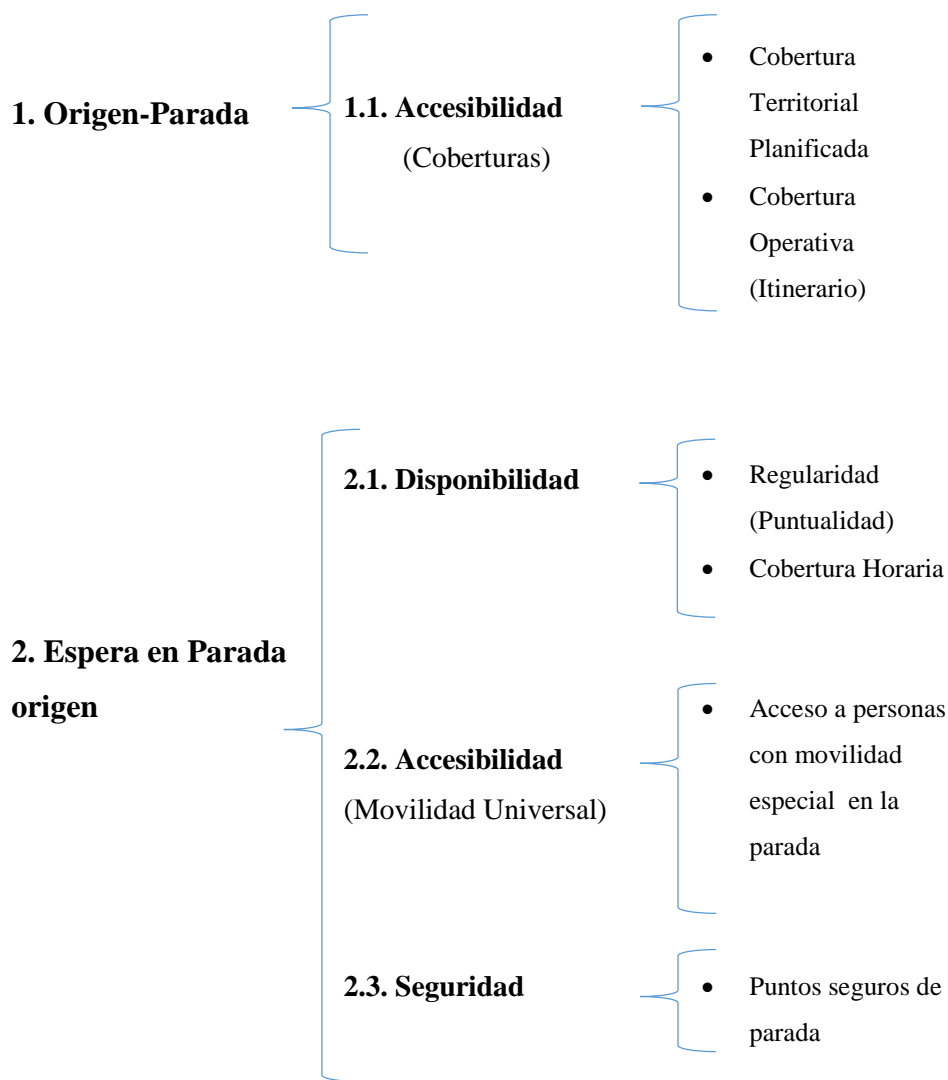 1. Origen-Parada
1.1. Accesibilidad
(Coberturas)
• Cobertura
Territorial
Planificada
• Cobertura
Operativa
(Itinerario)
2. Espera en Parada
origen
2.1. Disponibilidad
• Regularidad
(Puntualidad)
• Cobertura Horaria
2.2. Accesibilidad
(Movilidad Universal)
• Acceso a personas
con movilidad
especial en la
parada
2.3. Seguridad
• Puntos seguros de
parada